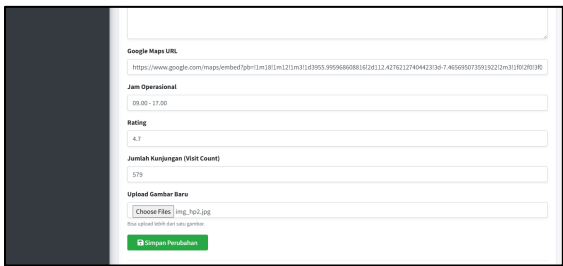 Google Maps URL
https://www.google.com/maps/embed?pb=!1m18!1m12!1m3!1d3955.995968608816!2d112.42762127404423!3d-7.465695073591922!2m3!1f0!2f0!3f0
Jam Operasional
09.00 - 17.00
Rating
4.7
Jumlah Kunjungan (Visit Count)
579
Upload Gambar Baru
Choose Files img_hp2.jpg
Bisa upload lebih dari satu gambar.
Simpan Perubahan